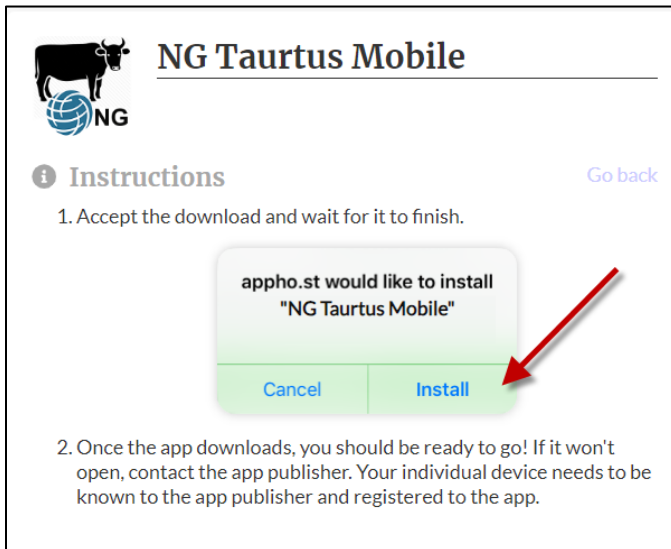 NG Taurtus Mobile
NG
Instructions
Go back
1. Accept the download and wait for it to finish.
appho.st would like to install
"NG Taurtus Mobile"
Cancel
Install
2. Once the app downloads, you should be ready to go! If it won't
open, contact the app publisher. Your individual device needs to be
known to the app publisher and registered to the app.